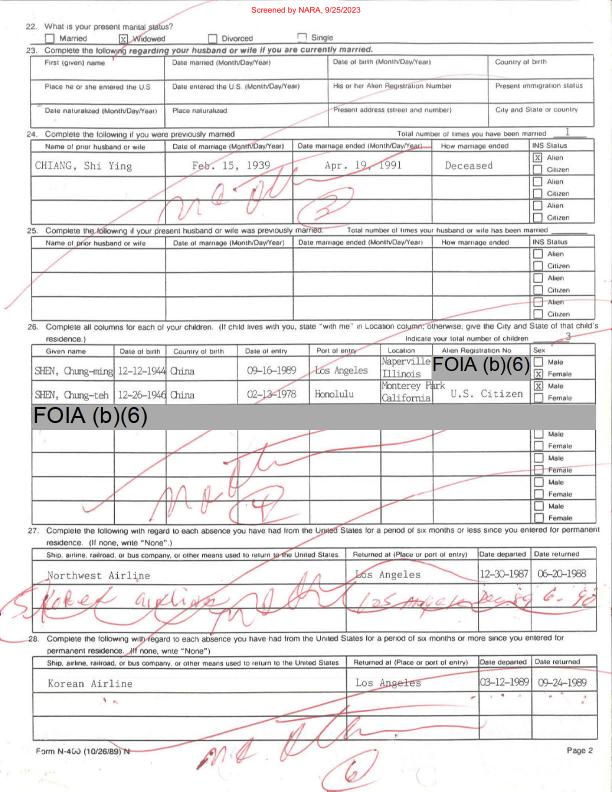 Screened by NARA, 9/25/2023
22. What is your present marital status?
Married X Widowed Divorced Single
23. Complete the following regarding your husband or wife if you are currently married.
First (given) name Date married (Month/Day/Year) Date of birth (Month/Day/Year) Country of birth
Place he or she entered the U.S. Date entered the U.S. (Month/Day/Year) His or her Alien Registration Number Present immigration status
Date naturalized (Month/Day/Year) Place naturalized Present address (street and number) City and State or country
24. Complete the following if you were previously married Total number of times you have been married 1
Name of prior husband or wife Date of marriage (Month/Day/Year) Date marriage ended (Month/Day/Year) How marriage ended INS Status
CHIANG, Shi Ying Feb. 15, 1939 Apr. 19, 1991 Deceased X Alien
Citizen
Alien
Citizen
Alien
Citizen
2
25. Complete the following if your present husband or wife was previously married. Total number of times your husband or wife has been married
Name of prior husband or wife Date of marriage (Month/Day/Year) Date marriage ended (Month/Day/Year) How marriage ended INS Status
Alien
Citizen
Alien
Citizen
Alien
Citizen
26. Complete all columns for each of your children. (If child lives with you, state "with me" in Location column; otherwise, give the City and State of that child's
residence.) Indicate your total number of children 3
Given name Date of birth Country of birth Date of entry Port of entry Location Alien Registration No Sex
SHEN, Chung-ming 12-12-1944 China 09-16-1989 Los Angeles Naperville Illinois FOIA (b)(6) Male X Female
SHEN, Chung-teh 12-26-1946 China 02-13-1978 Honolulu Monterey Park California U.S. Citizen X Male Female
FOIA (b)(6)
Male
Female
Male
Female
Male
Female
Male
Female
4
27. Complete the following with regard to each absence you have had from the United States for a period of six months or less since you entered for permanent
residence. (If none, write "None".)
Ship, airline, railroad, or bus company, or other means used to return to the United States Returned at (Place or port of entry) Date departed Date returned
Northwest Airline Los Angeles 12-30-1987 06-20-1988
airline Los Angeles
28. Complete the following with regard to each absence you have had from the United States for a period of six months or more since you entered for
permanent residence. (If none, write "None")
Ship, airline, railroad, or bus company, or other means used to return to the United States Returned at (Place or port of entry) Date departed Date returned
Korean Airline Los Angeles 03-12-1989 09-24-1989
6
Form N-400 (10/26/89) N Page 2